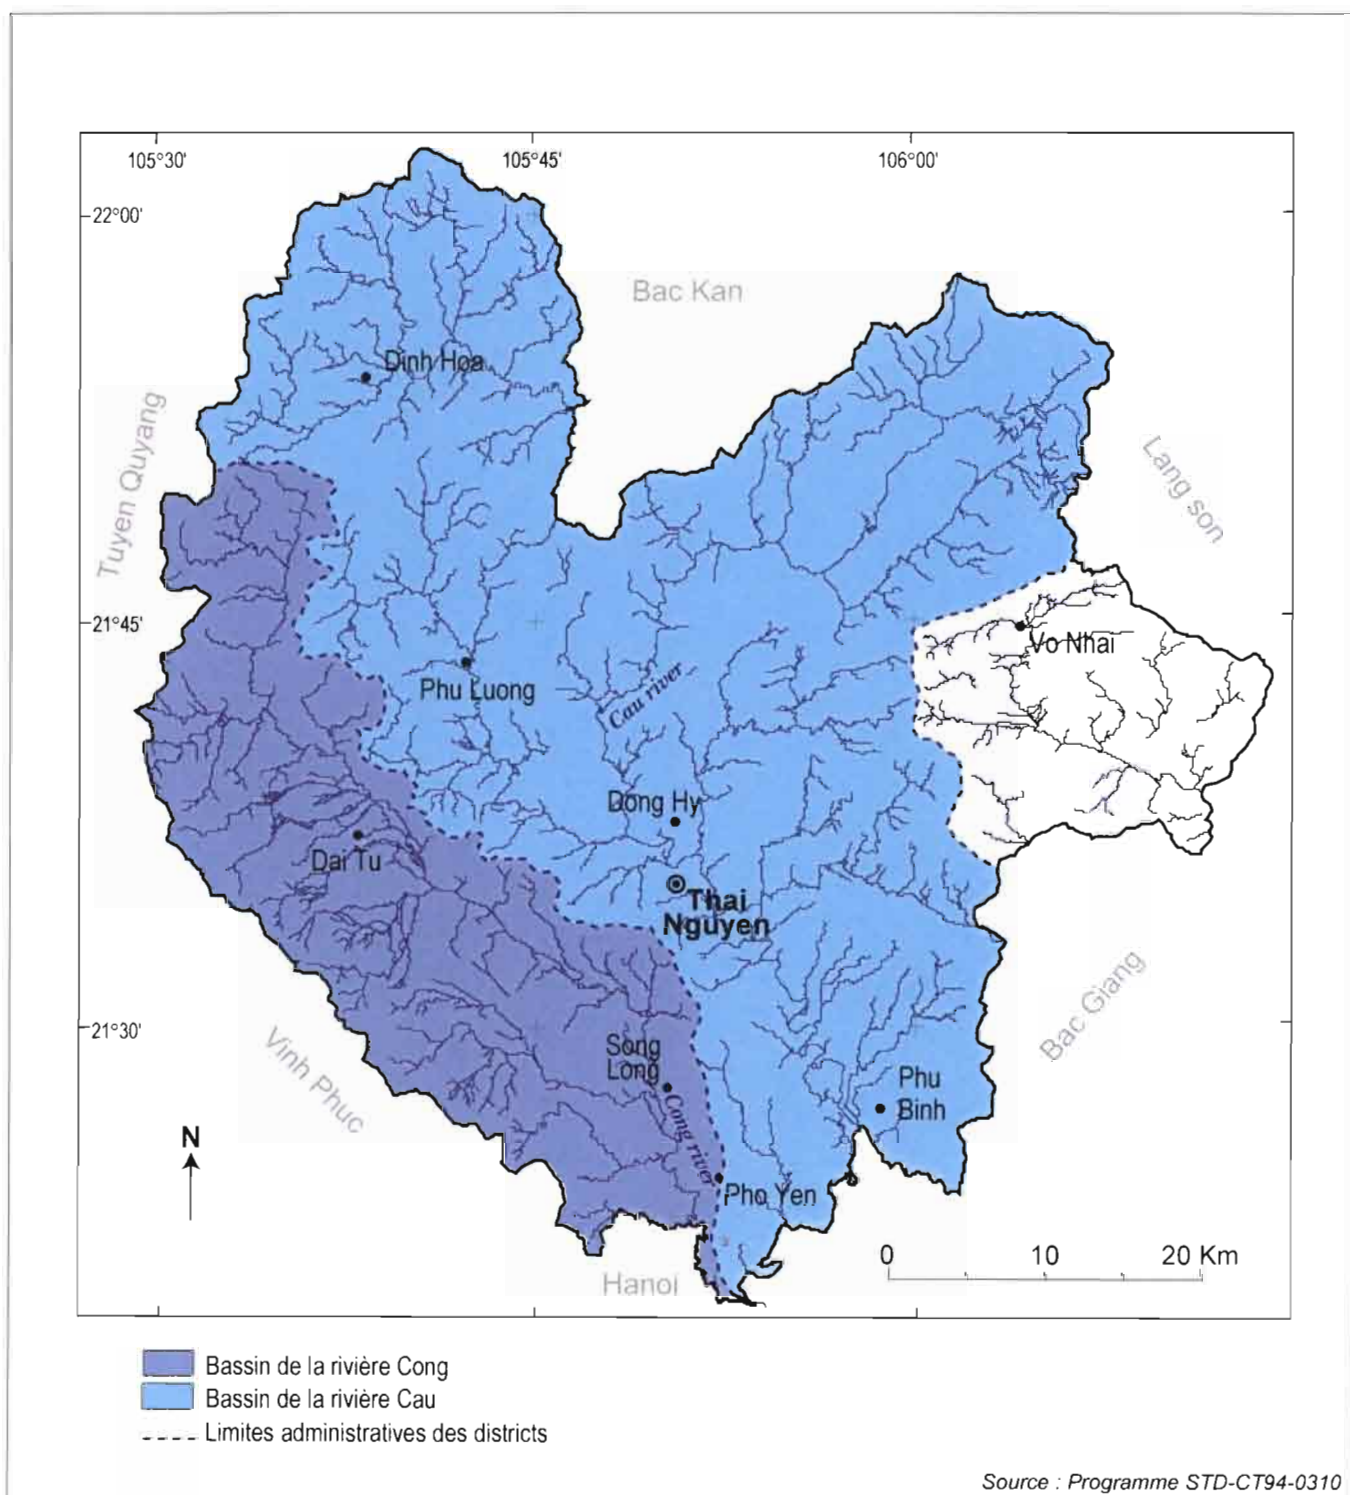 105°30'
105°45'
106°00'
22°00'
Bac Kan
Dinh Hoa
Tuyen Quyang
Lang son
21°45'
Vo Nhai
Phu Luong
Cau river
Dong Hy
Dai Tu
Thai
Nguyen
Bac Giang
21°30'
Vinh Phuc
Song
Long
Phu
Binh
Cong river
N
Pho Yen
0 10 20 Km
Hanoi
Bassin de la rivière Cong
Bassin de la rivière Cau
Limites administratives des districts
Source : Programme STD-CT94-0310